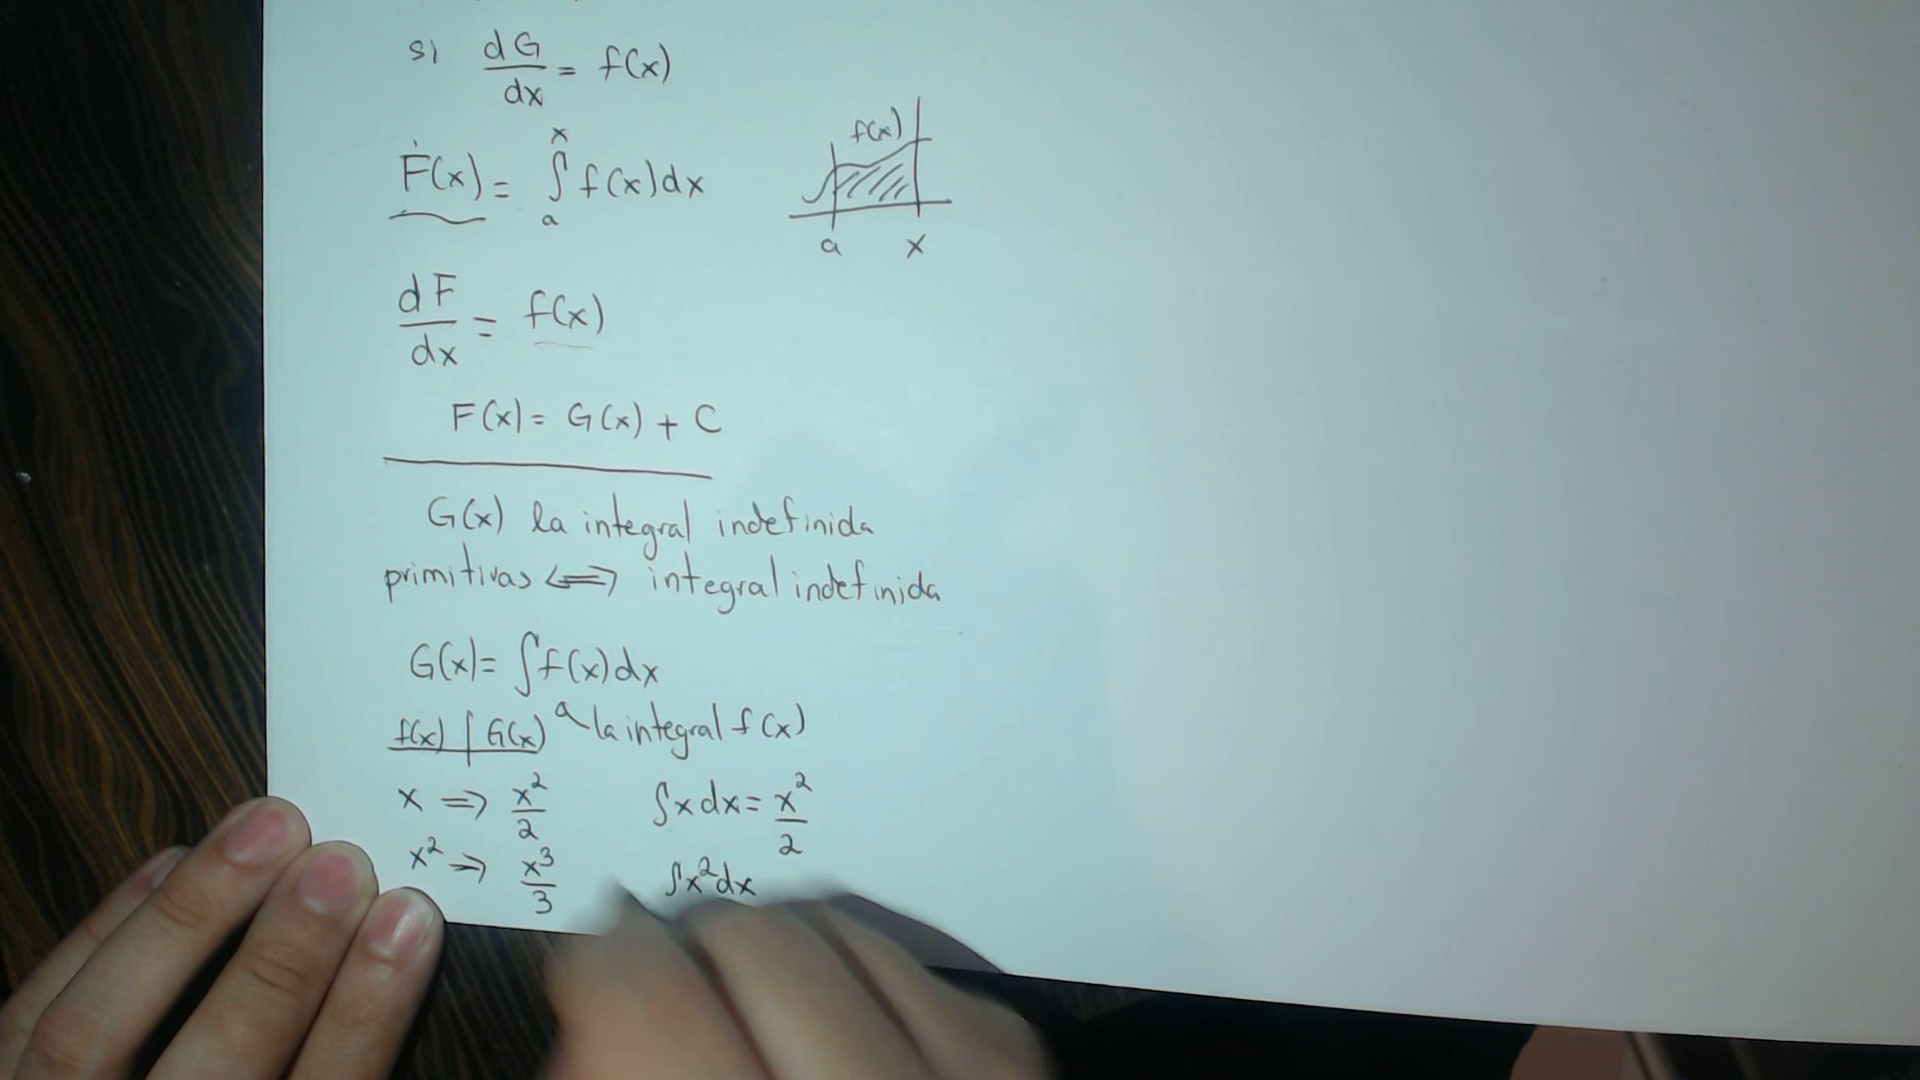 si dG/dx = f(x)
F(x) = ∫ₐˣ f(x)dx
f(x)
a x
dF/dx = f(x)
F(x) = G(x) + C
G(x) la integral indefinida
primitivas <=> integral indefinida
G(x) = ∫f(x)dx
f(x) | G(x) a la integral f(x)
x => x²/2 ∫x dx = x²/2
x² => x³/3 ∫x²dx